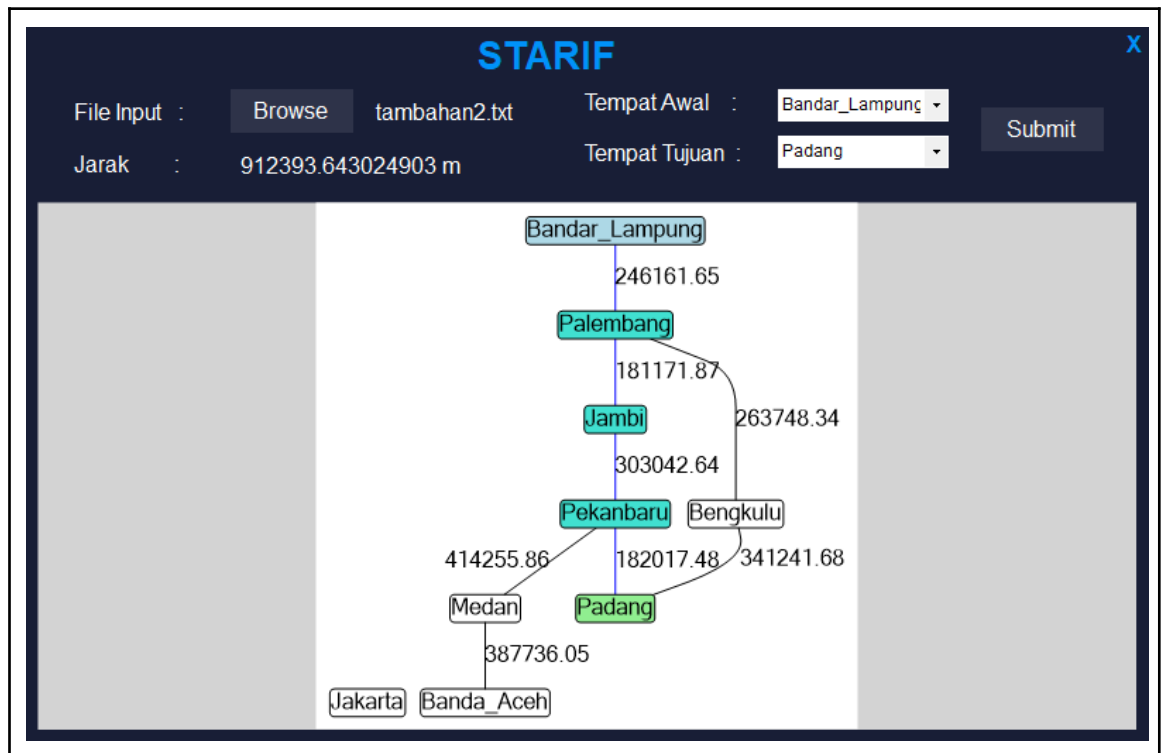 STARIF
X
File Input : Browse tambahan2.txt
Tempat Awal : Bandar_Lampung
Submit
Jarak : 912393.643024903 m
Tempat Tujuan : Padang
Bandar_Lampung
246161.65
Palembang
181171.87
Jambi
263748.34
303042.64
Pekanbaru
Bengkulu
414255.86
182017.48
341241.68
Medan
Padang
387736.05
Jakarta
Banda_Aceh